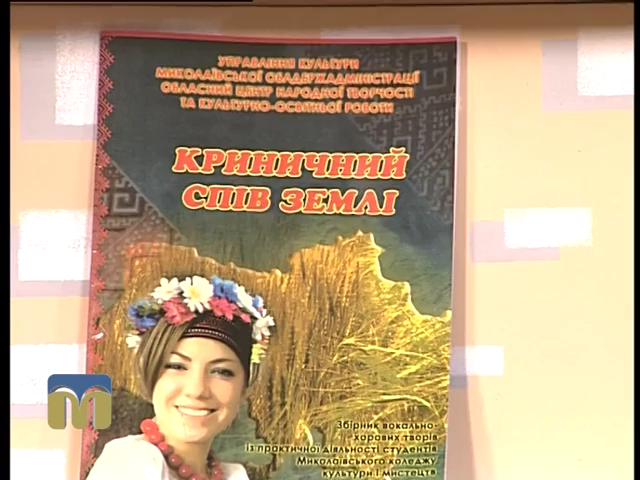 УПРАВЛІННЯ КУЛЬТУРИ
МИКОЛАЇВСЬКОЇ ОБЛДЕРЖАДМІНІСТРАЦІЇ
ОБЛАСНИЙ ЦЕНТР НАРОДНОЇ ТВОРЧОСТІ
ТА КУЛЬТУРНО-ОСВІТНЬОЇ РОБОТИ
КРИНИЧНИЙ
СПІВ ЗЕМЛІ
Збірник вокально-
хорових творів
із практичної діяльності студентів
Миколаївського коледжу
культури і мистецтв
М